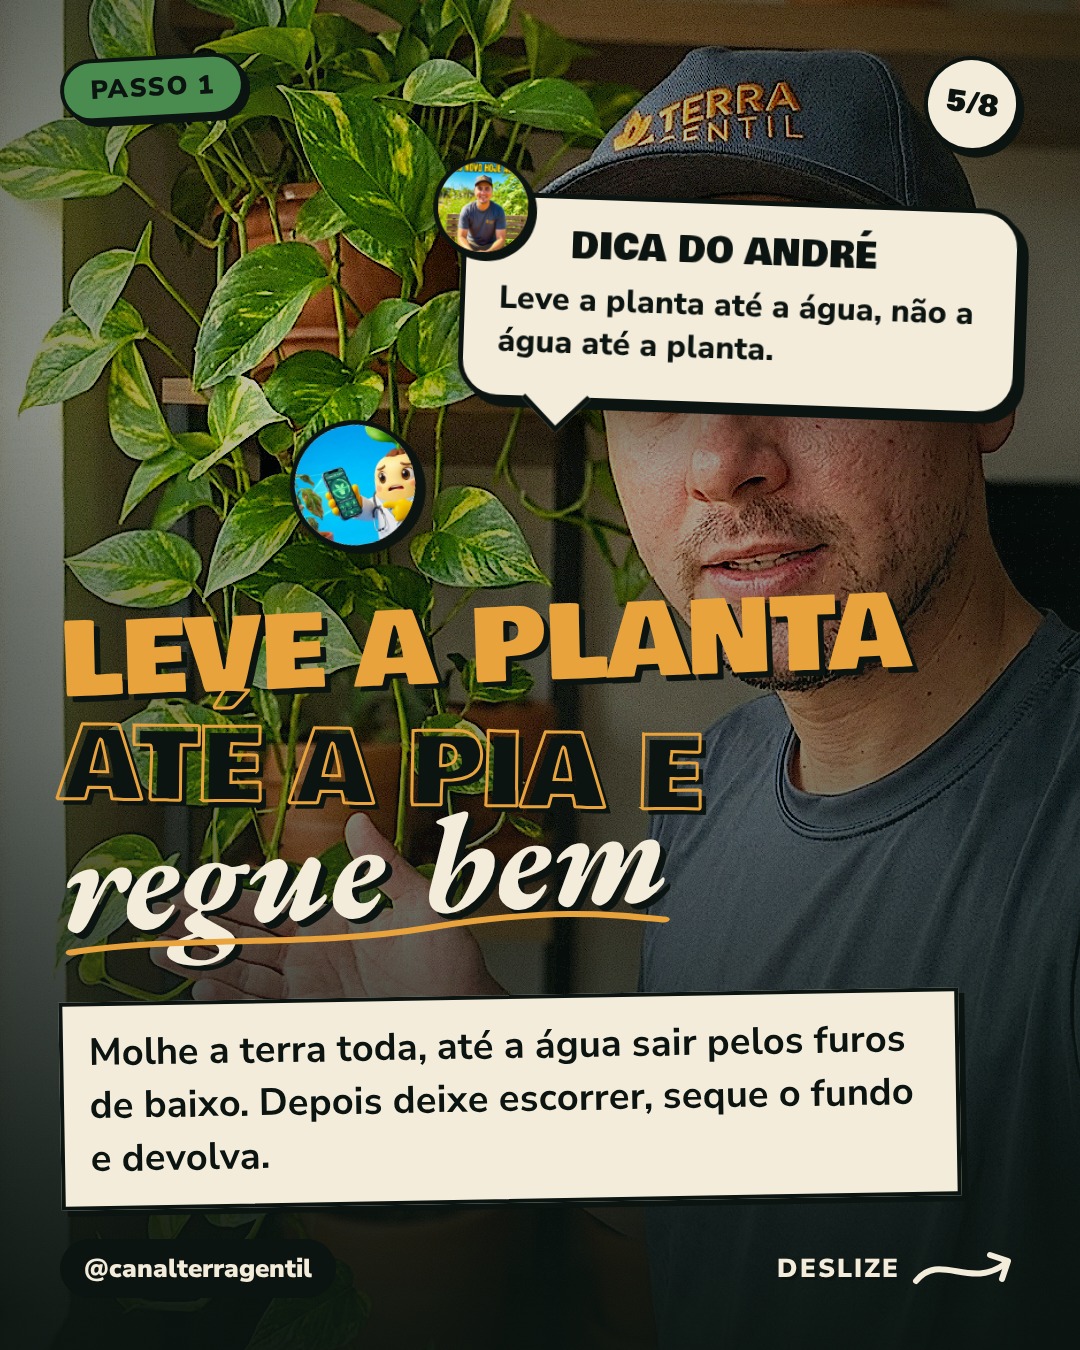 PASSO 1
5/8
TERRA
GENTIL
NOVO HOJE
DICA DO ANDRÉ
Leve a planta até a água, não a
água até a planta.
LEVE A PLANTA
ATÉ A PIA E
regue bem
Molhe a terra toda, até a água sair pelos furos
de baixo. Depois deixe escorrer, seque o fundo
e devolva.
@canalterragentil
DESLIZE